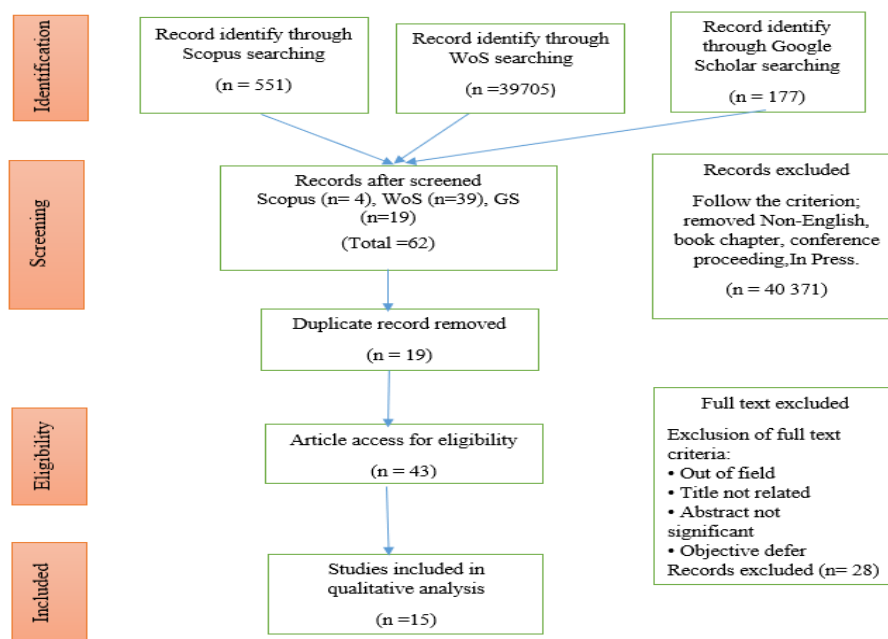 Identification
Record identify through
Scopus searching
(n = 551)
Record identify through
WoS searching
(n =39705}
Record identify
through Google
Scholar searching
(n = 177)
Screening
Records after screened
Scopus (n= 4), WoS (n=39), GS
(n=19)
(Total =62)
Records excluded
Follow the criterion;
removed Non-English,
book chapter, conference
proceeding,In Press.
(n = 40 371)
Duplicate record removed
(n = 19)
Eligibility
Article access for eligibility
(n = 43)
Full text excluded
Exclusion of full text
criteria:
• Out of field
• Title not related
• Abstract not
significant
• Objective defer
Records excluded (n= 28)
Included
Studies included in
qualitative analysis
(n =15)